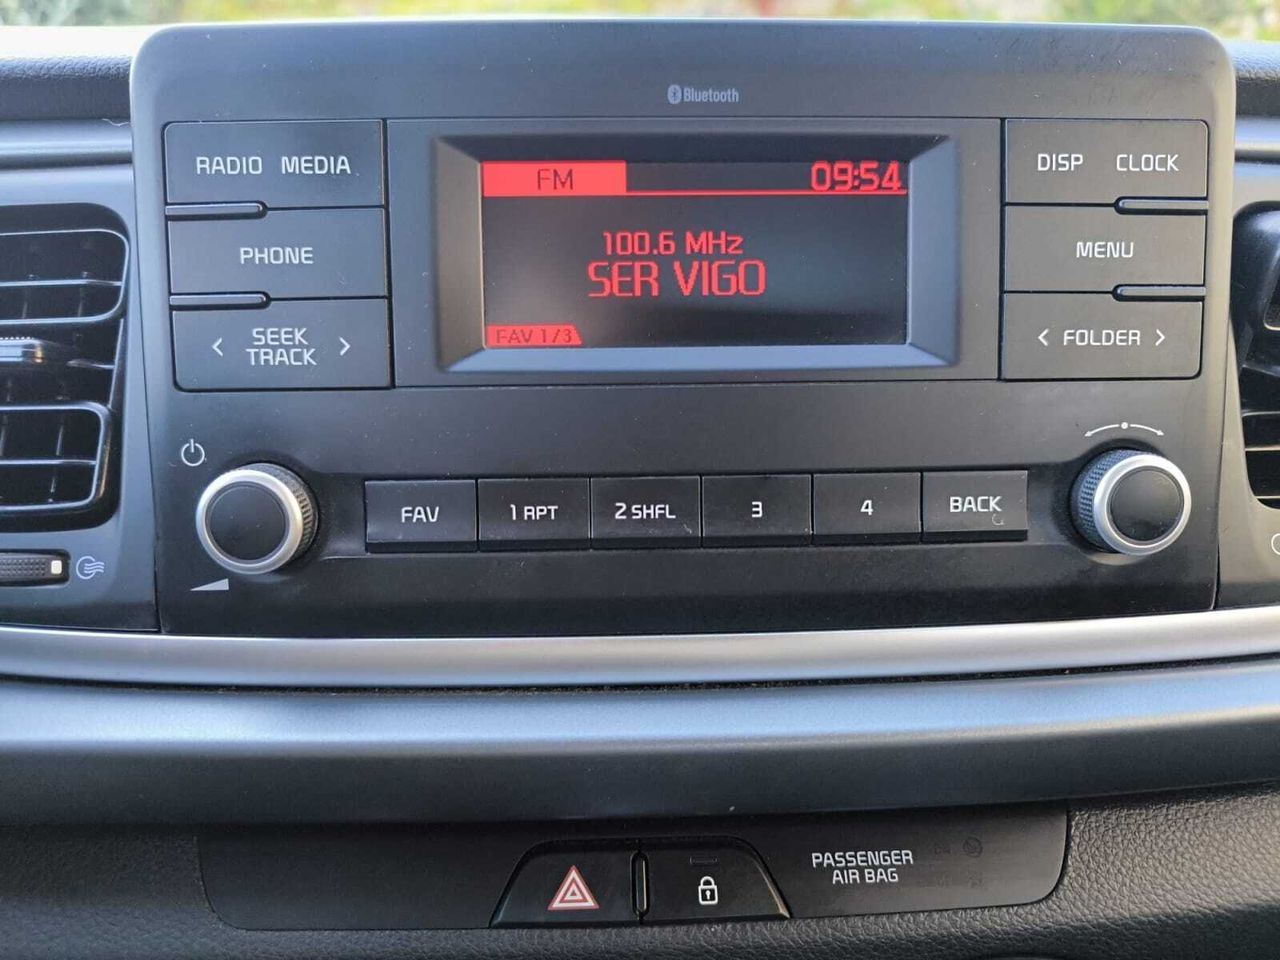 Bluetooth
RADIO MEDIA
PHONE
< SEEK TRACK >
FM 09:54
100.6 MHz
SER VIGO
FAV 1/3
DISP CLOCK
MENU
< FOLDER >
FAV 1 RPT 2 SHFL 3 4 BACK
PASSENGER
AIR BAG